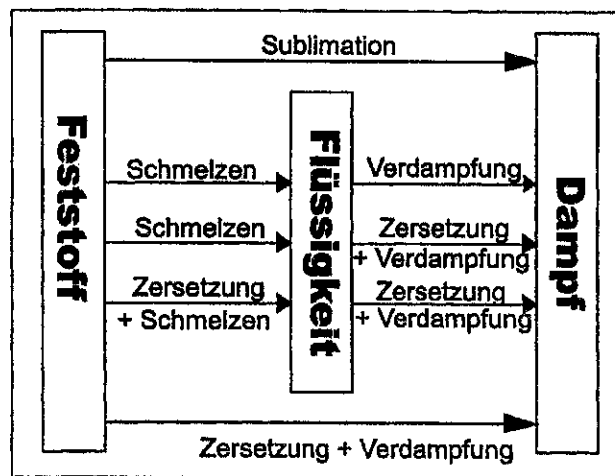 Sublimation
Feststoff
Flüssigkeit
Dampf
Schmelzen
Verdampfung
Schmelzen
Zersetzung
+ Verdampfung
Zersetzung
+ Schmelzen
Zersetzung
+ Verdampfung
Zersetzung + Verdampfung